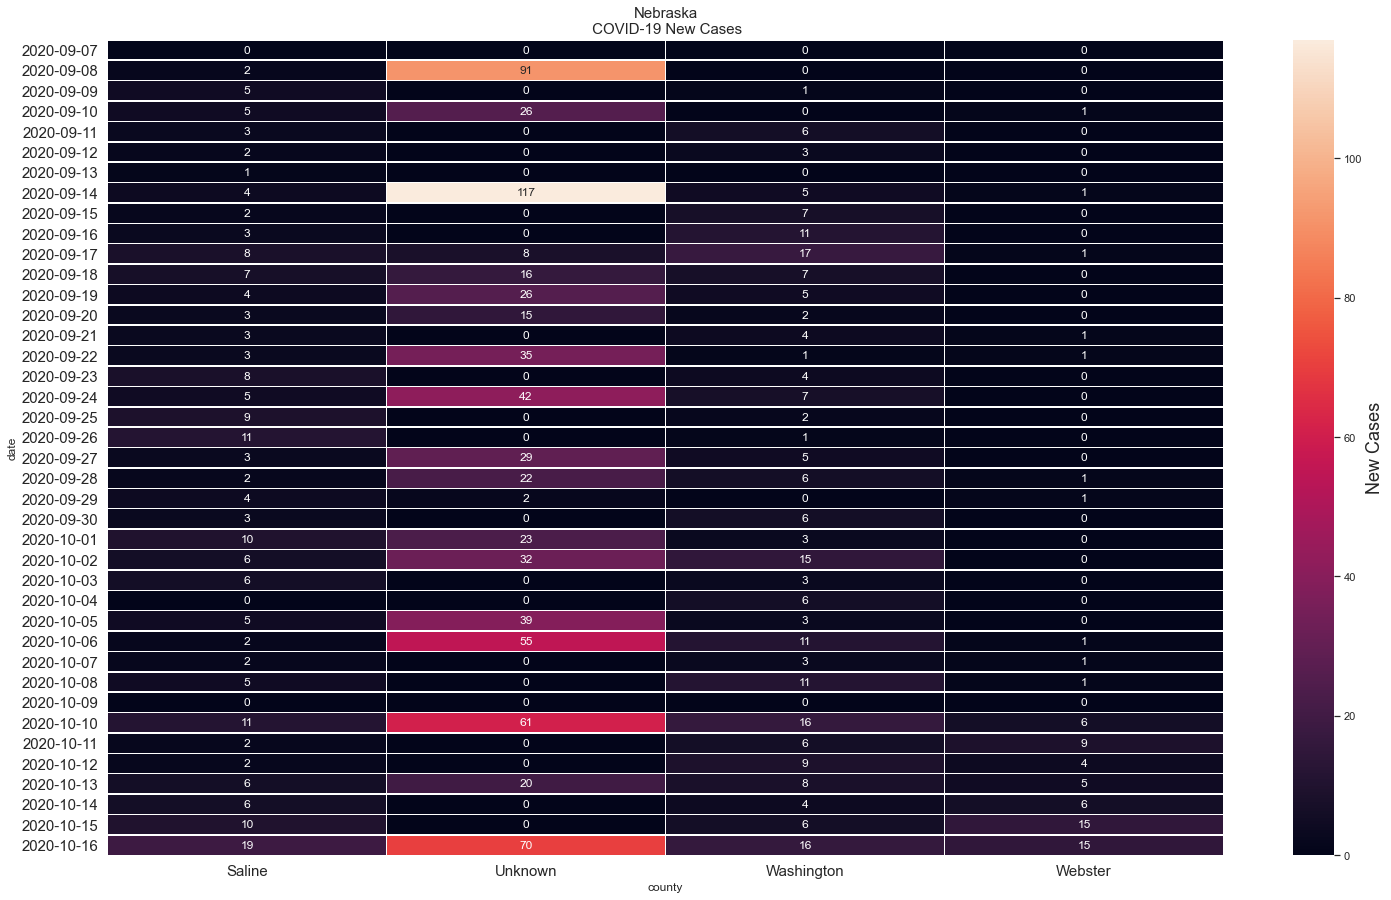 Nebraska
COVID-19 New Cases
2020-09-07 0 0 0 0
2020-09-08 2 91 0 0
2020-09-09 5 0 1 0
2020-09-10 5 26 0 1
2020-09-11 3 0 6 0
2020-09-12 2 0 3 0
2020-09-13 1 0 0 0
2020-09-14 4 117 5 1
2020-09-15 2 0 7 0
2020-09-16 3 0 11 0
2020-09-17 8 8 17 1
2020-09-18 7 16 7 0
2020-09-19 4 26 5 0
2020-09-20 3 15 2 0
2020-09-21 3 0 4 1
2020-09-22 3 35 1 1
2020-09-23 8 0 4 0
2020-09-24 5 42 7 0
2020-09-25 9 0 2 0
2020-09-26 11 0 1 0
2020-09-27 3 29 5 0
2020-09-28 2 22 6 1
2020-09-29 4 2 0 1
2020-09-30 3 0 6 0
2020-10-01 10 23 3 0
2020-10-02 6 32 15 0
2020-10-03 6 0 3 0
2020-10-04 0 0 6 0
2020-10-05 5 39 3 0
2020-10-06 2 55 11 1
2020-10-07 2 0 3 1
2020-10-08 5 0 11 1
2020-10-09 0 0 0 0
2020-10-10 11 61 16 6
2020-10-11 2 0 6 9
2020-10-12 2 0 9 4
2020-10-13 6 20 8 5
2020-10-14 6 0 4 6
2020-10-15 10 0 6 15
2020-10-16 19 70 16 15
Saline Unknown Washington Webster
county
date
100
80
60
40
20
0
New Cases